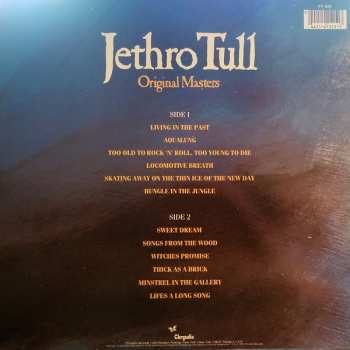 Jethro Tull
Original Masters
SIDE 1
LIVING IN THE PAST
AQUALUNG
TOO OLD TO ROCK 'N' ROLL, TOO YOUNG TO DIE
LOCOMOTIVE BREATH
SKATING AWAY ON THE THIN ICE OF THE NEW DAY
BUNGLE IN THE JUNGLE
SIDE 2
SWEET DREAM
SONGS FROM THE WOOD
WITCHES PROMISE
THICK AS A BRICK
MINSTREL IN THE GALLERY
LIFES A LONG SONG
Chrysalis